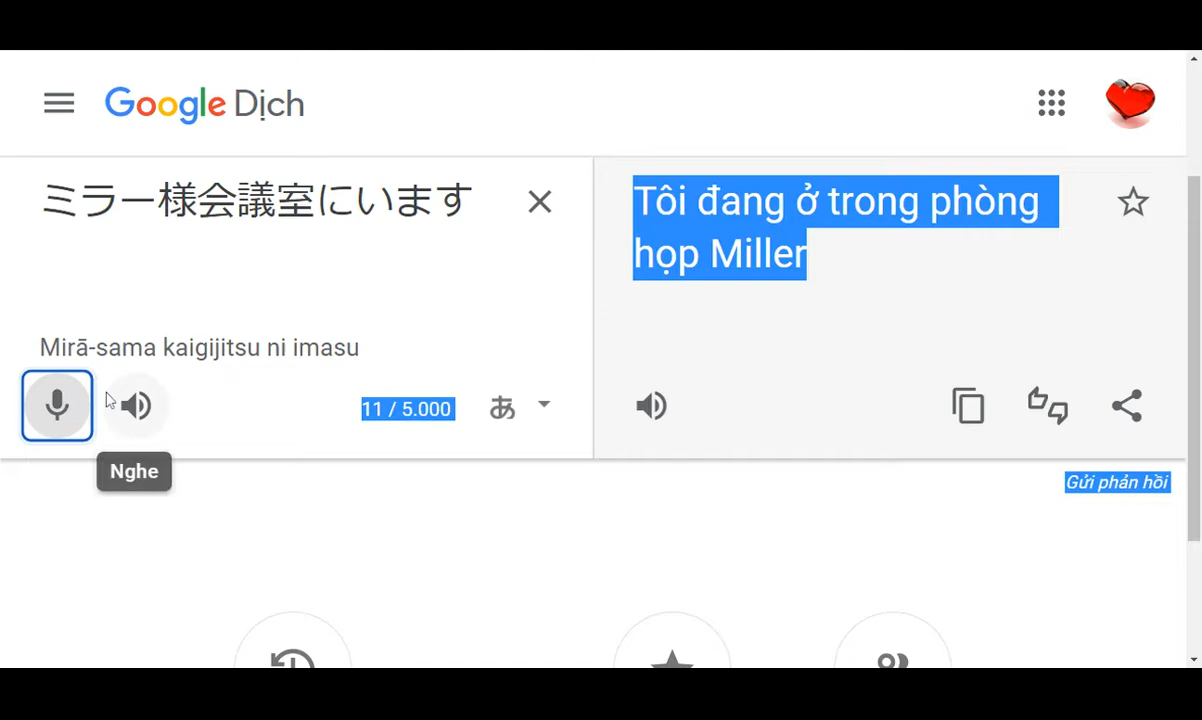 Google Dịch
ミラー様会議室にいます
Tôi đang ở trong phòng
họp Miller
Mirā-sama kaigijitsu ni imasu
11 / 5.000
あ
Nghe
Gửi phản hồi